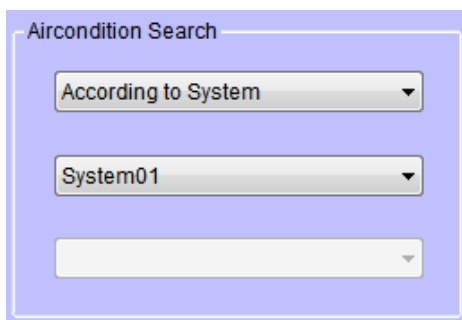 Aircondition Search
According to System
System01